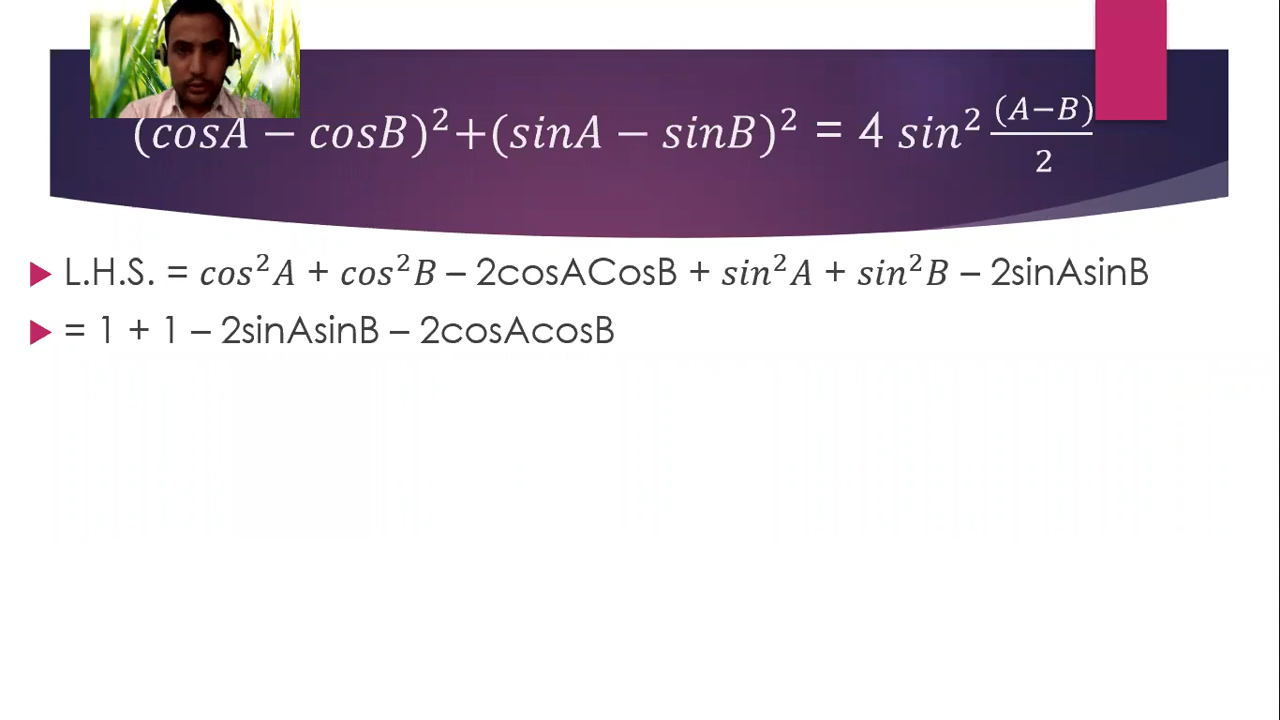 (cosA − cosB)²+(sinA − sinB)² = 4 sin² (A−B)/2
L.H.S. = cos²A + cos²B – 2cosACosB + sin²A + sin²B – 2sinAsinB
= 1 + 1 – 2sinAsinB – 2cosAcosB